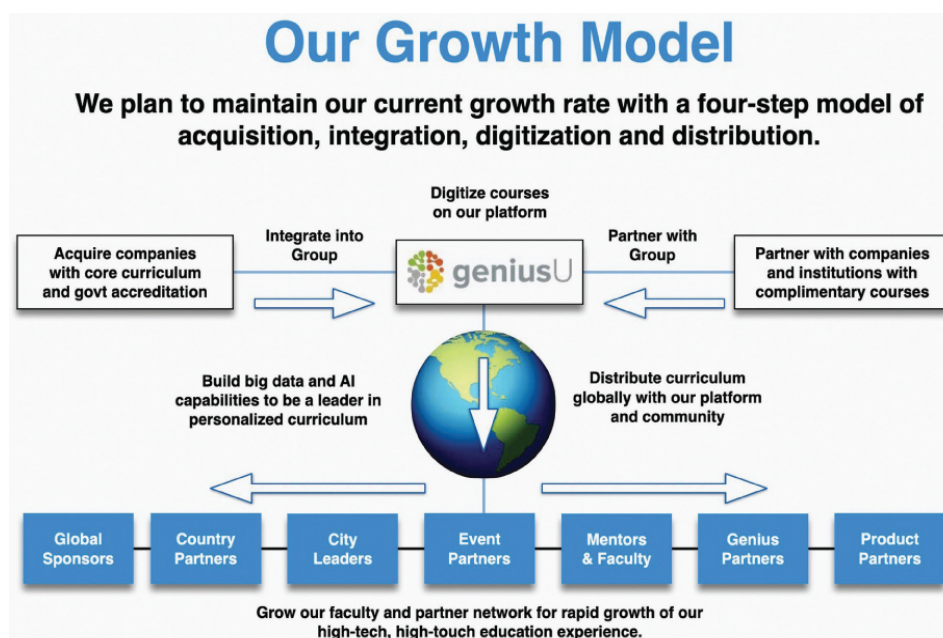 Our Growth Model
We plan to maintain our current growth rate with a four-step model of
acquisition, integration, digitization and distribution.
Digitize courses
on our platform
Acquire companies
with core curriculum
and govt accreditation
Integrate into
Group
geniusU
Partner with
Group
Partner with companies
and institutions with
complimentary courses
Build big data and AI
capabilities to be a leader in
personalized curriculum
Distribute curriculum
globally with our platform
and community
Global
Sponsors
Country
Partners
City
Leaders
Event
Partners
Mentors
& Faculty
Genius
Partners
Product
Partners
Grow our faculty and partner network for rapid growth of our
high-tech, high-touch education experience.